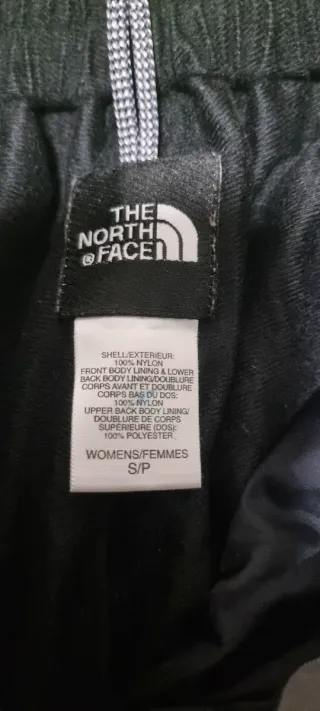 THE
NORTH
® FACE
SHELL/EXTERIEUR:
100% NYLON
FRONT BODY LINING & LOWER
BACK BODY LINING/DOUBLURE
CORPS AVANT ET DOUBLURE
CORPS BAS DU DOS:
100% NYLON
UPPER BACK BODY LINING/
DOUBLURE DE CORPS
SUPERIEURE (DOS):
100% POLYESTER
WOMENS/FEMMES
S/P